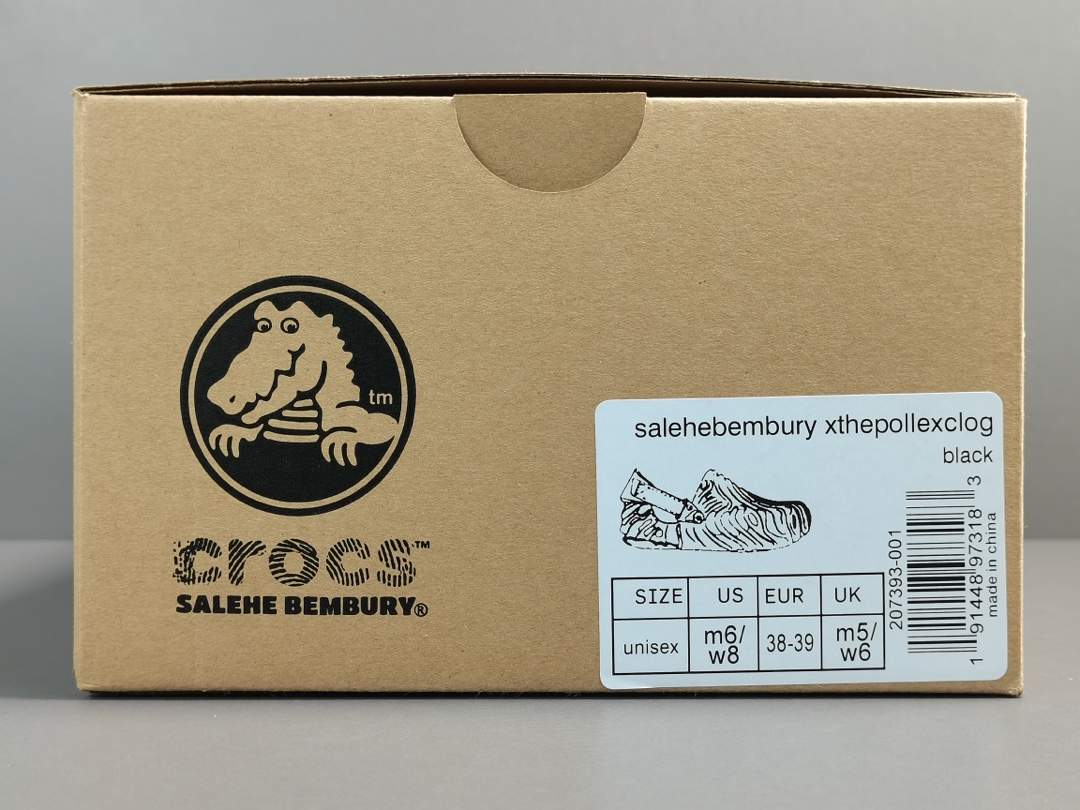 tm
crocs™
SALEHE BEMBURY®
salehebembury xthepollexclog
black
SIZE US EUR UK
unisex m6/w8 38-39 m5/w6
207393-001
1 91448 97318 3
made in china